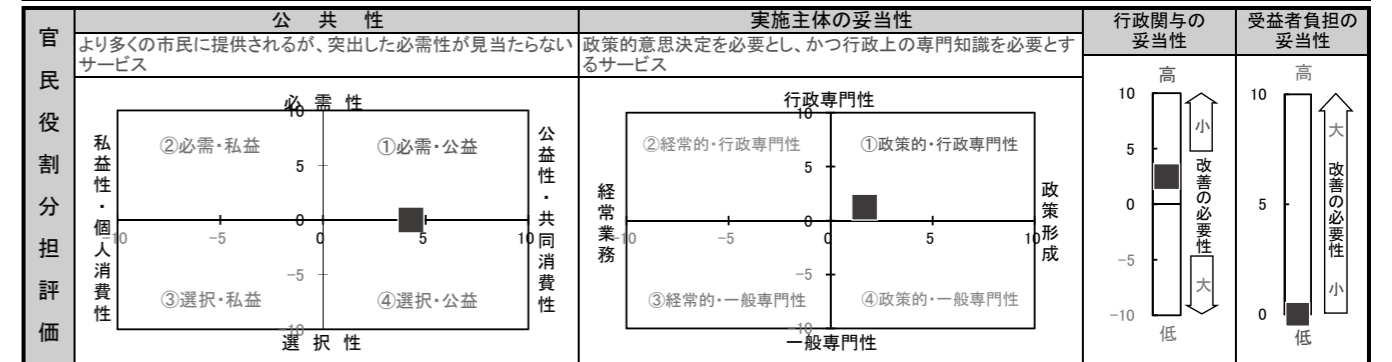 官民役割分担評価
公共性
より多くの市民に提供されるが、突出した必需性が見当たらない
サービス
必需性
10
②必需・私益
①必需・公益
5
私益性・個人消費性
公益性・共同消費性
0
-10
-5
0
5
10
-5
③選択・私益
④選択・公益
-10
選択性
実施主体の妥当性
政策的意思決定を必要とし、かつ行政上の専門知識を必要とす
るサービス
行政専門性
10
②経常的・行政専門性
①政策的・行政専門性
5
経常業務
政策形成
0
-10
-5
0
5
10
-5
③経常的・一般専門性
④政策的・一般専門性
-10
一般専門性
行政関与の
妥当性
高
10
5
0
-5
-10
低
小
改善の必要性
大
受益者負担の
妥当性
高
10
5
0
低
大
改善の必要性
小